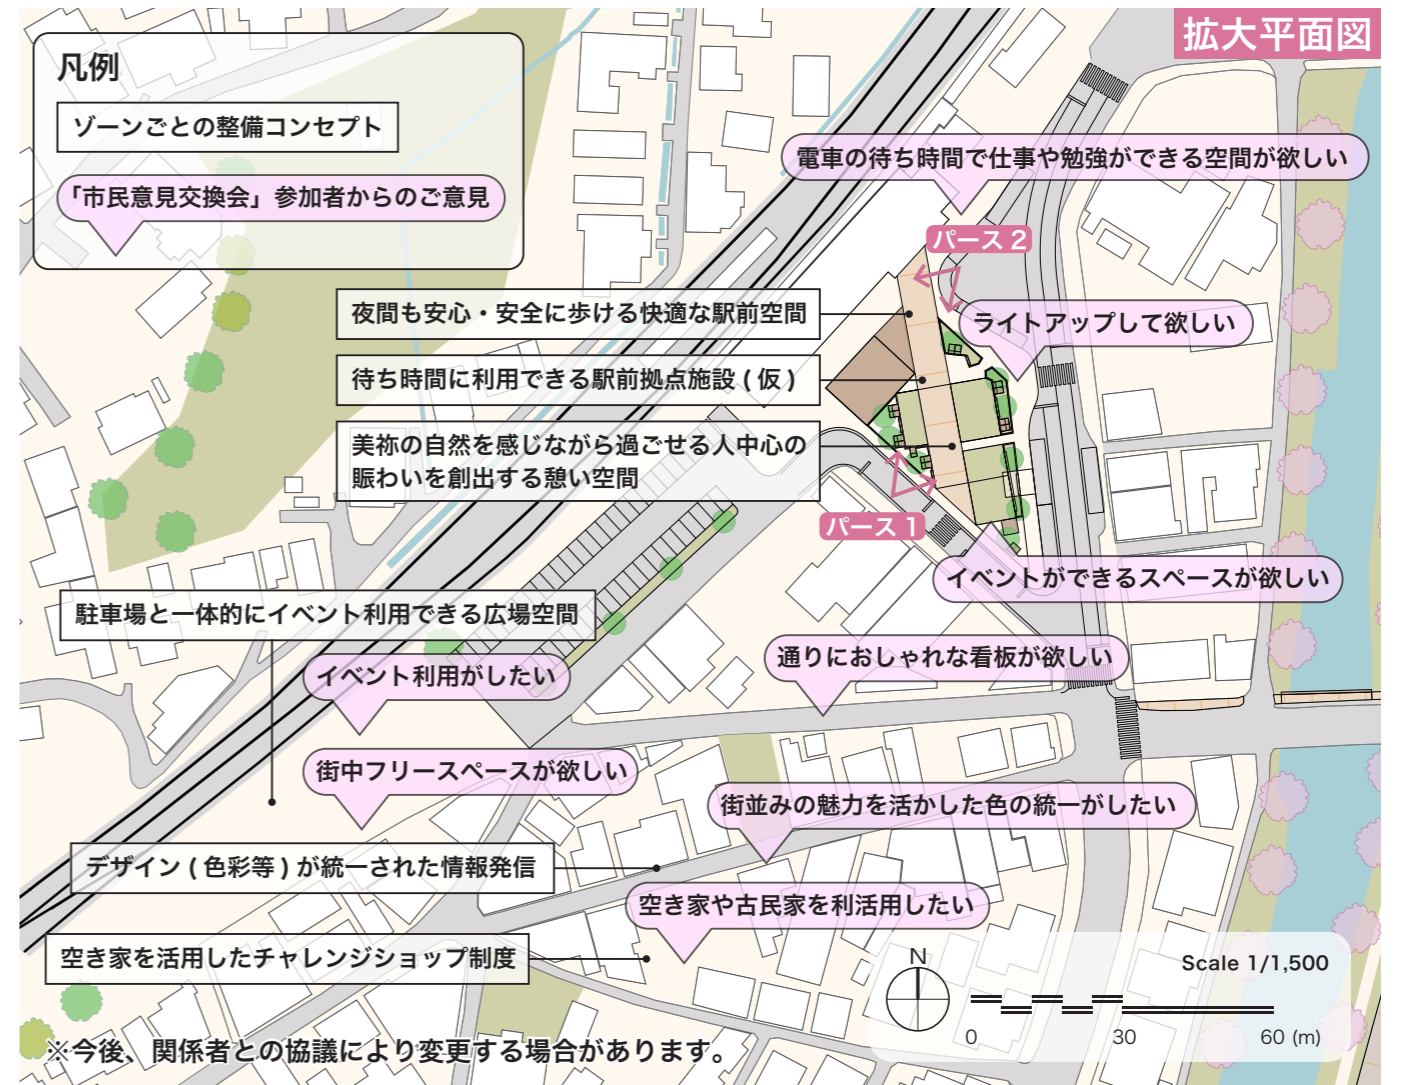 拡大平面図
凡例
ゾーンごとの整備コンセプト
「市民意見交換会」参加者からのご意見
電車の待ち時間で仕事や勉強ができる空間が欲しい
パース 2
夜間も安心・安全に歩ける快適な駅前空間
ライトアップして欲しい
待ち時間に利用できる駅前拠点施設 ( 仮 )
美祢の自然を感じながら過ごせる人中心の
賑わいを創出する憩い空間
パース 1
イベントができるスペースが欲しい
駐車場と一体的にイベント利用できる広場空間
イベント利用がしたい
通りにおしゃれな看板が欲しい
街中フリースペースが欲しい
街並みの魅力を活かした色の統一がしたい
デザイン ( 色彩等 ) が統一された情報発信
空き家や古民家を利活用したい
空き家を活用したチャレンジショップ制度
N
Scale 1/1,500
0 30 60 (m)
※今後、関係者との協議により変更する場合があります。